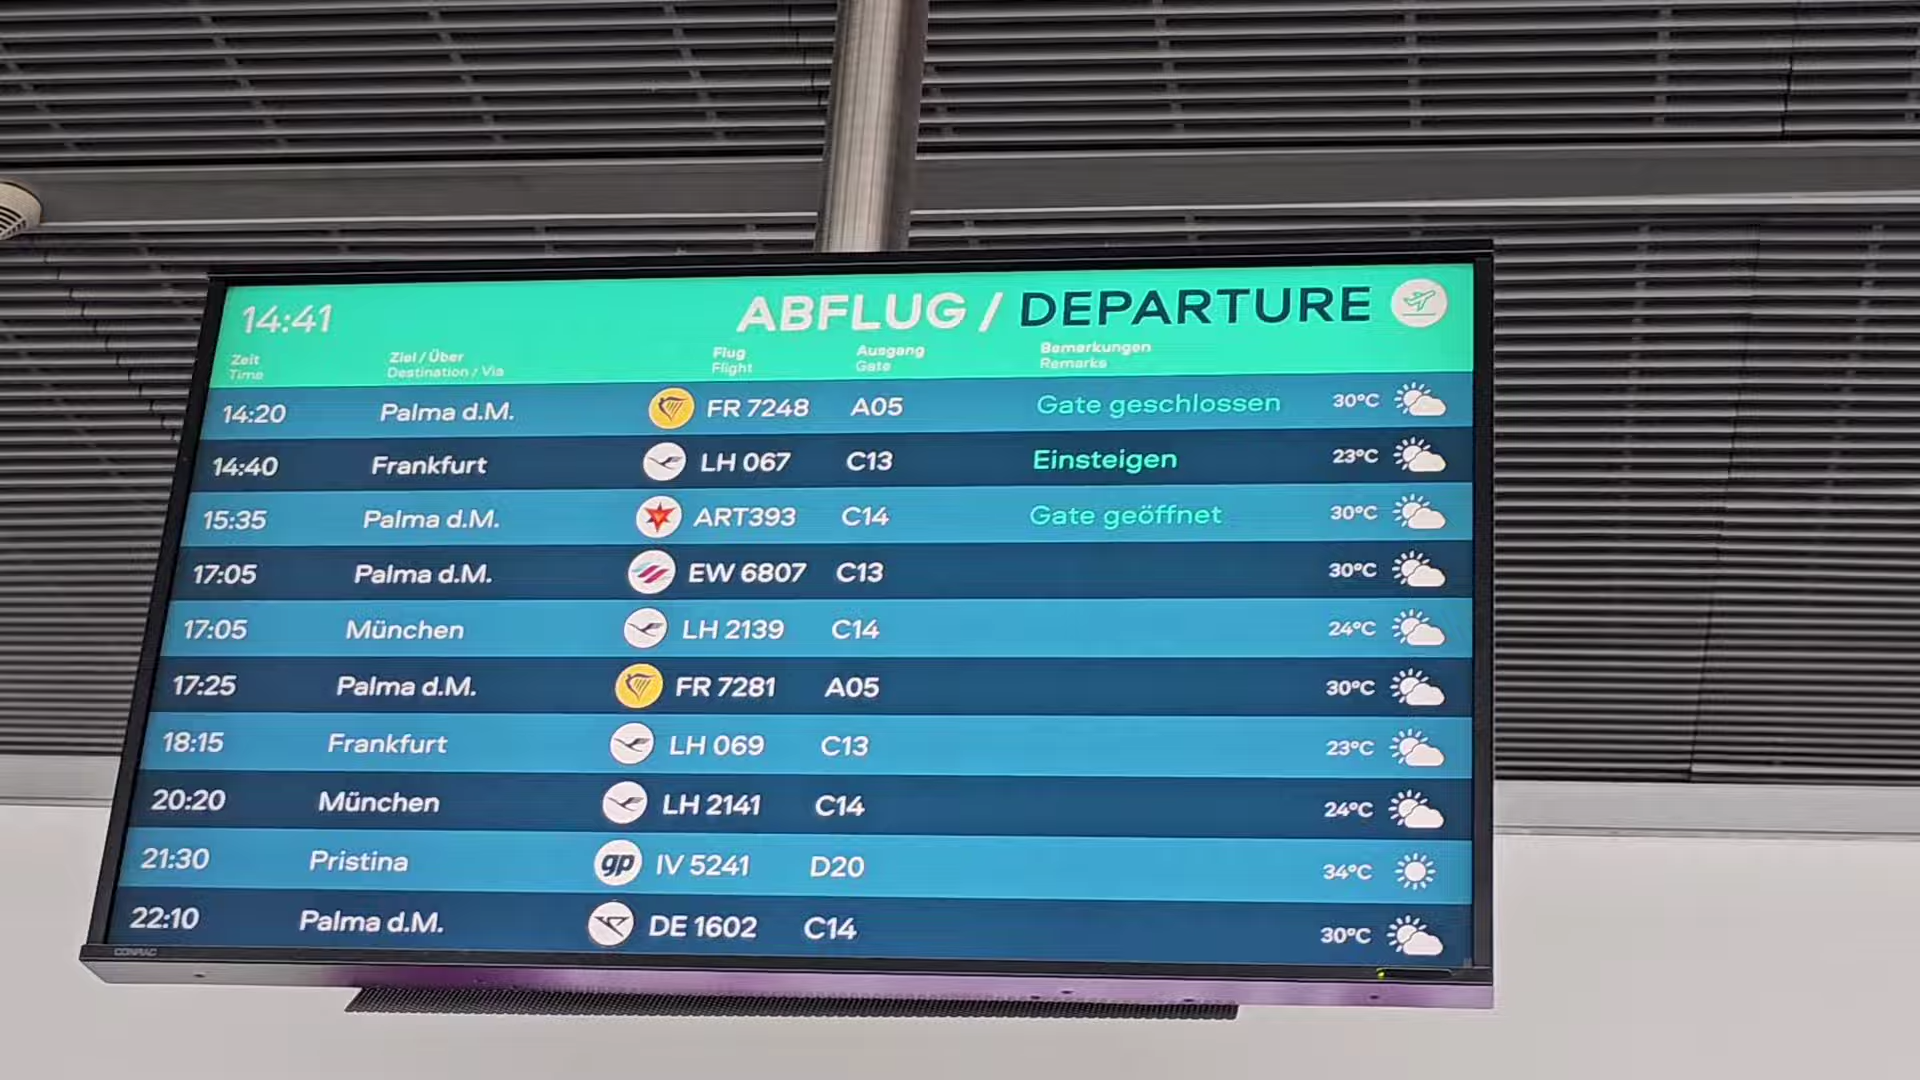 14:41 ABFLUG / DEPARTURE
Zeit Ziel / Über Flug Ausgang Bemerkungen
Time Destination / Via Flight Gate Remarks
14:20 Palma d.M. FR 7248 A05 Gate geschlossen 30°C
14:40 Frankfurt LH 067 C13 Einsteigen 23°C
15:35 Palma d.M. ART393 C14 Gate geöffnet 30°C
17:05 Palma d.M. EW 6807 C13 30°C
17:05 München LH 2139 C14 24°C
17:25 Palma d.M. FR 7281 A05 30°C
18:15 Frankfurt LH 069 C13 23°C
20:20 München LH 2141 C14 24°C
21:30 Pristina gp IV 5241 D20 34°C
22:10 Palma d.M. DE 1602 C14 30°C
CONRAC